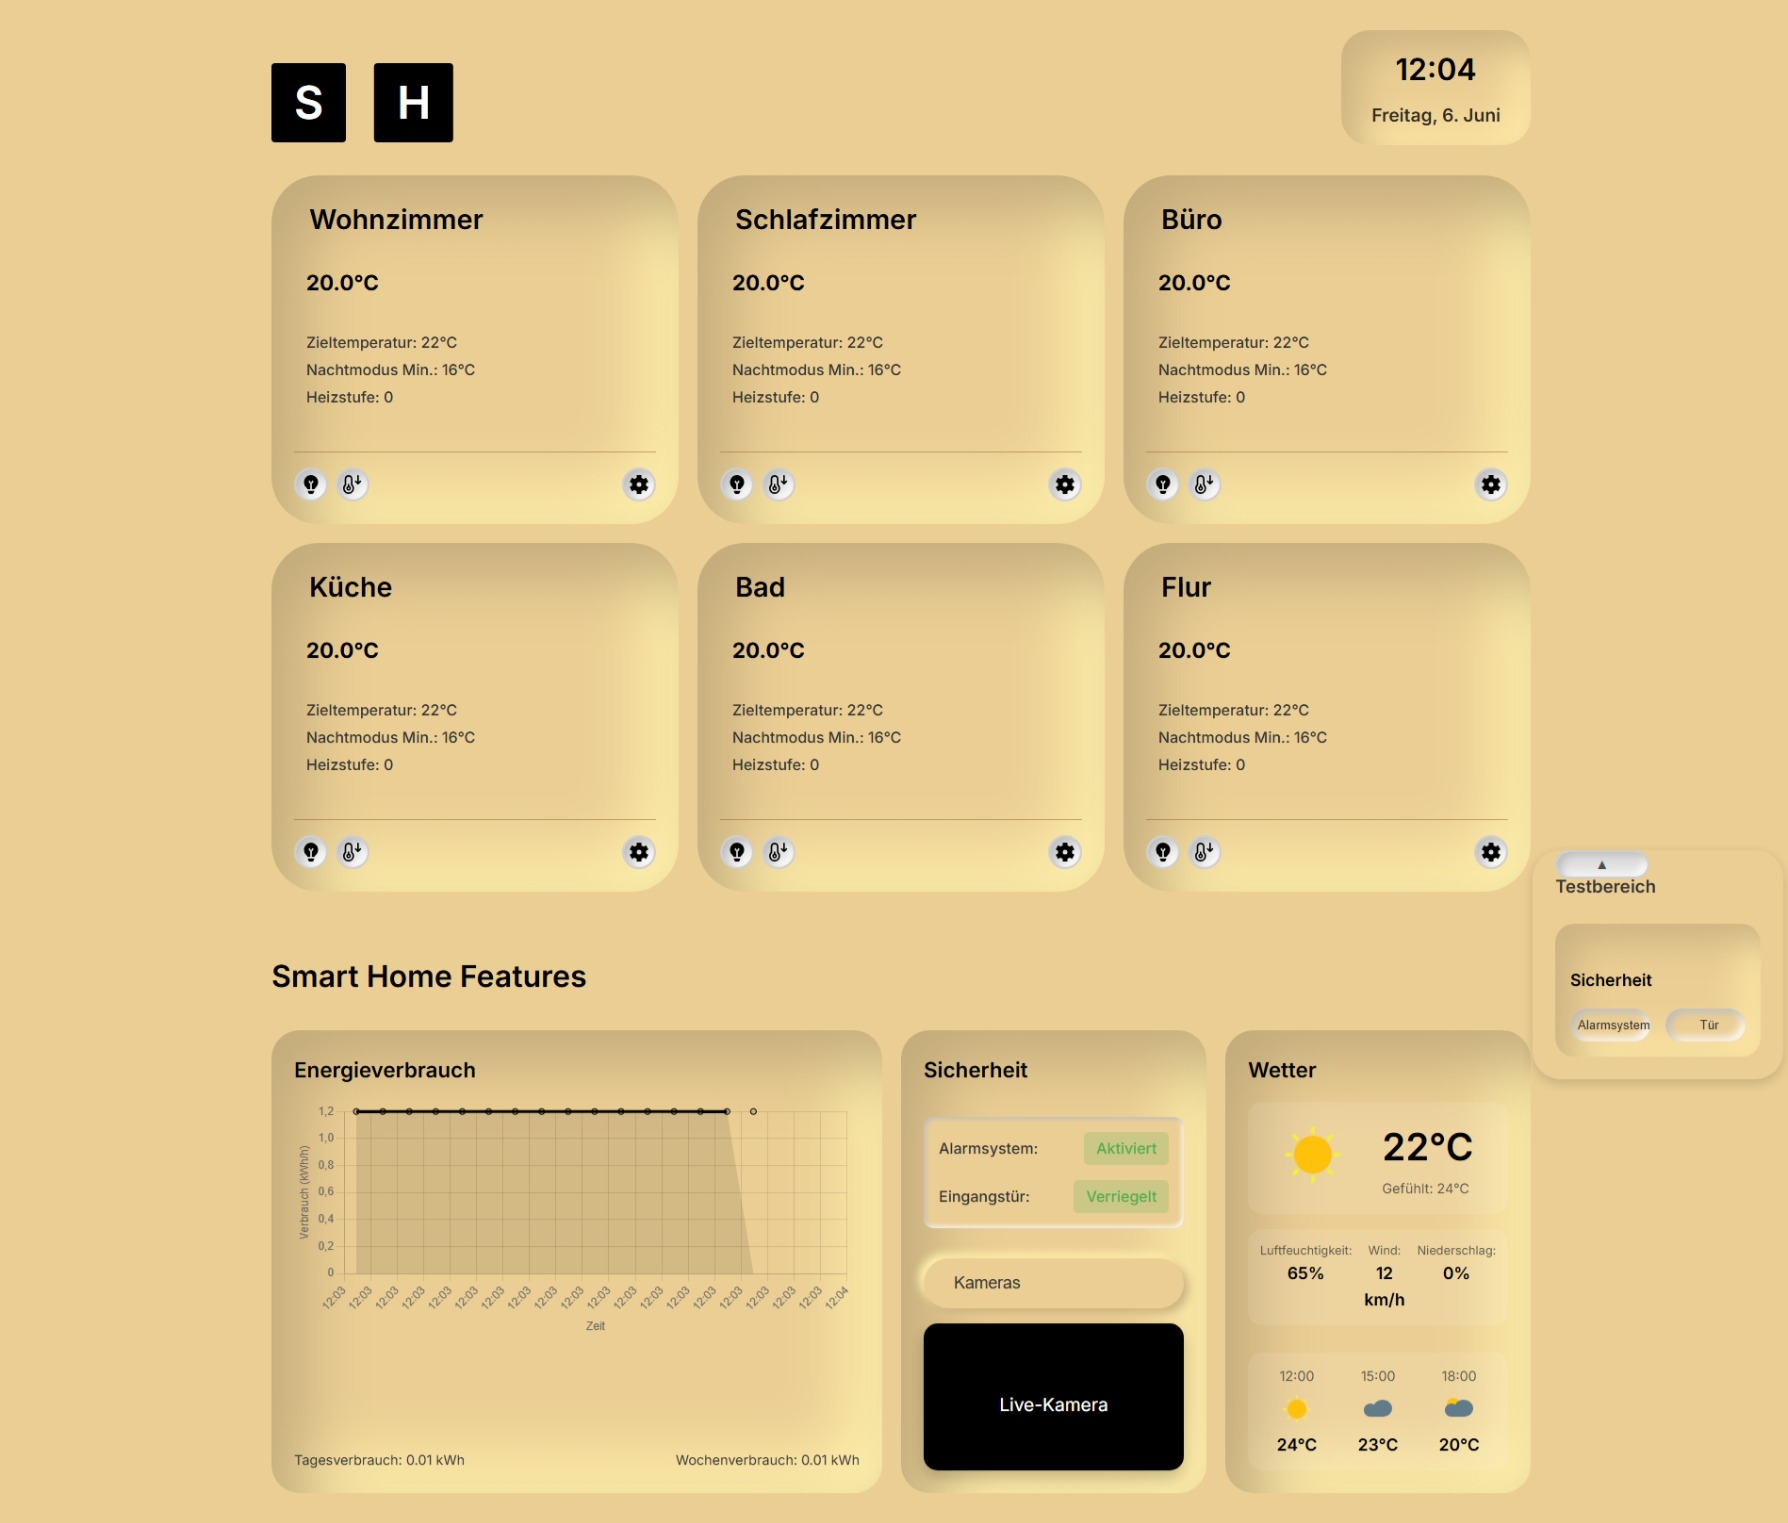 S H
12:04
Freitag, 6. Juni
Wohnzimmer
20.0°C
Zieltemperatur: 22°C
Nachtmodus Min.: 16°C
Heizstufe: 0
Schlafzimmer
20.0°C
Zieltemperatur: 22°C
Nachtmodus Min.: 16°C
Heizstufe: 0
Büro
20.0°C
Zieltemperatur: 22°C
Nachtmodus Min.: 16°C
Heizstufe: 0
Küche
20.0°C
Zieltemperatur: 22°C
Nachtmodus Min.: 16°C
Heizstufe: 0
Bad
20.0°C
Zieltemperatur: 22°C
Nachtmodus Min.: 16°C
Heizstufe: 0
Flur
20.0°C
Zieltemperatur: 22°C
Nachtmodus Min.: 16°C
Heizstufe: 0
▲
Testbereich
Sicherheit
Alarmsystem Tür
Smart Home Features
Energieverbrauch
Verbrauch (kWh/h)
1,2
1,0
0,8
0,6
0,4
0,2
0
12:03 12:03 12:03 12:03 12:03 12:03 12:03 12:03 12:03 12:03 12:03 12:03 12:03 12:03 12:03 12:03 12:03 12:03 12:03 12:04
Zeit
Tagesverbrauch: 0.01 kWh Wochenverbrauch: 0.01 kWh
Sicherheit
Alarmsystem: Aktiviert
Eingangstür: Verriegelt
Kameras
Live-Kamera
Wetter
22°C
Gefühlt: 24°C
Luftfeuchtigkeit: Wind: Niederschlag:
65% 12 0%
km/h
12:00 15:00 18:00
24°C 23°C 20°C